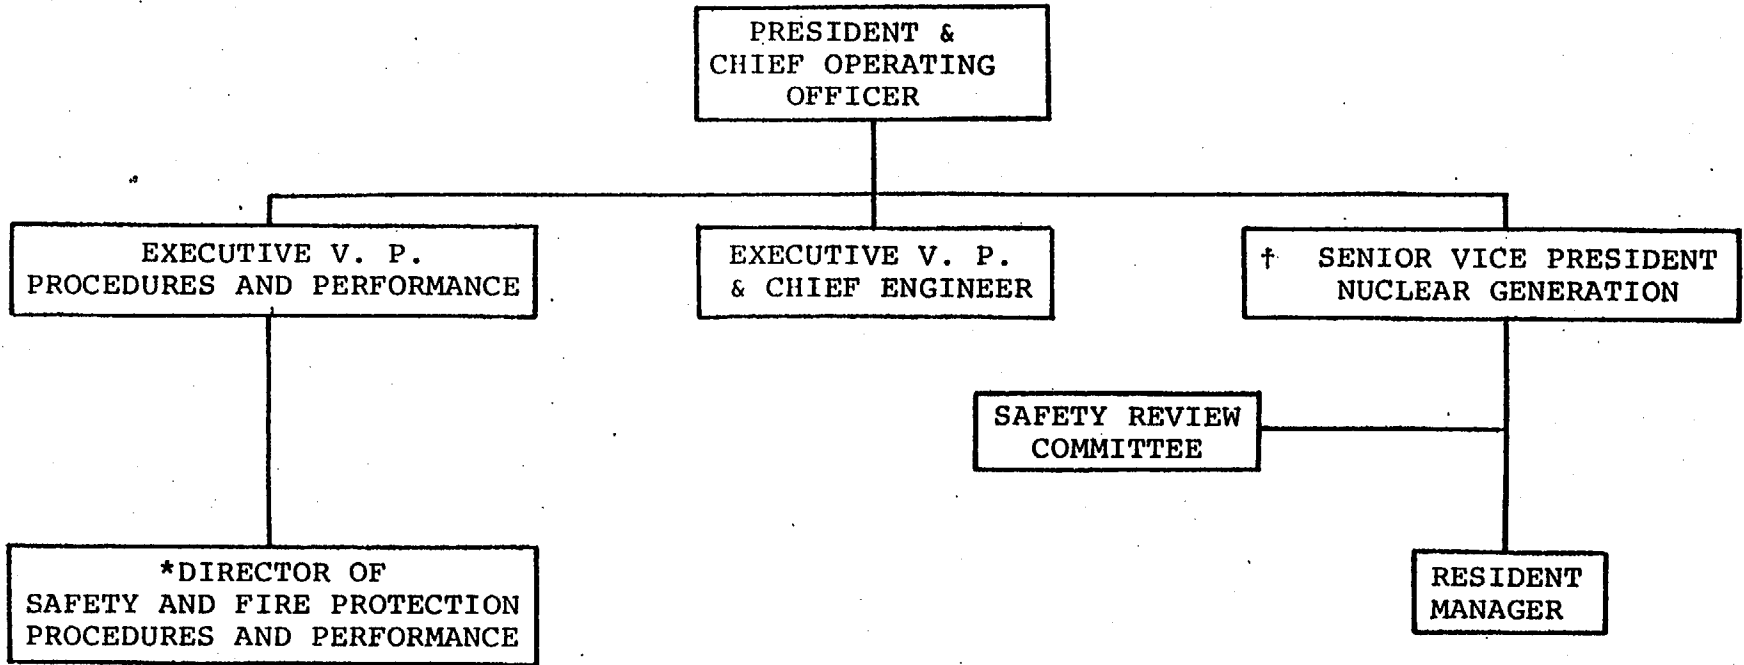 PRESIDENT &
CHIEF OPERATING
OFFICER
EXECUTIVE V. P.
PROCEDURES AND PERFORMANCE
EXECUTIVE V. P.
& CHIEF ENGINEER
† SENIOR VICE PRESIDENT
NUCLEAR GENERATION
SAFETY REVIEW
COMMITTEE
*DIRECTOR OF
SAFETY AND FIRE PROTECTION
PROCEDURES AND PERFORMANCE
RESIDENT
MANAGER